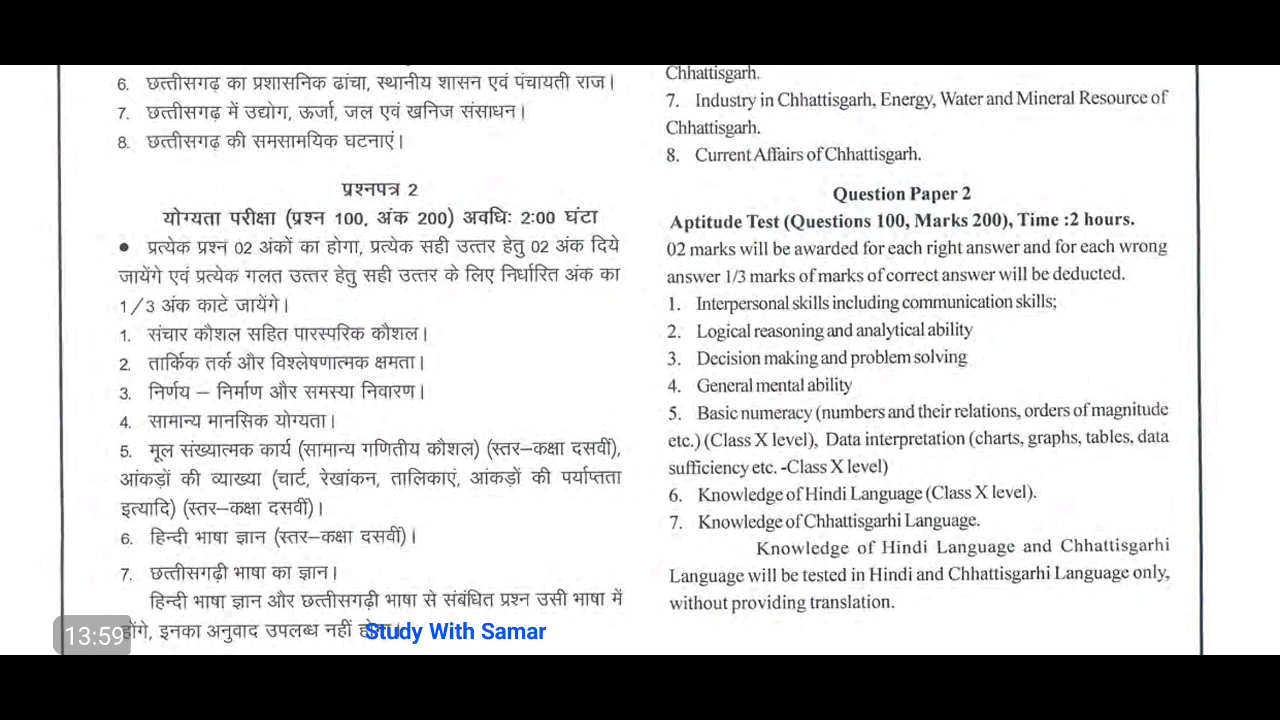 6. छत्तीसगढ़ का प्रशासनिक ढांचा, स्थानीय शासन एवं पंचायती राज।
7. छत्तीसगढ़ में उद्योग, ऊर्जा, जल एवं खनिज संसाधन।
8. छत्तीसगढ़ की समसामयिक घटनाएं।
प्रश्नपत्र 2
योग्यता परीक्षा (प्रश्न 100, अंक 200) अवधिः 2:00 घंटा
• प्रत्येक प्रश्न 02 अंकों का होगा, प्रत्येक सही उत्तर हेतु 02 अंक दिये
जायेंगे एवं प्रत्येक गलत उत्तर हेतु सही उत्तर के लिए निर्धारित अंक का
1/3 अंक काटे जायेंगे।
1. संचार कौशल सहित पारस्परिक कौशल।
2. तार्किक तर्क और विश्लेषणात्मक क्षमता।
3. निर्णय – निर्माण और समस्या निवारण।
4. सामान्य मानसिक योग्यता।
5. मूल संख्यात्मक कार्य (सामान्य गणितीय कौशल) (स्तर–कक्षा दसवीं),
आंकड़ों की व्याख्या (चार्ट, रेखांकन, तालिकाएं, आंकड़ों की पर्याप्तता
इत्यादि) (स्तर–कक्षा दसवीं)।
6. हिन्दी भाषा ज्ञान (स्तर–कक्षा दसवीं)।
7. छत्तीसगढ़ी भाषा का ज्ञान।
हिन्दी भाषा ज्ञान और छत्तीसगढ़ी भाषा से संबंधित प्रश्न उसी भाषा में
होंगे, इनका अनुवाद उपलब्ध नहीं
13:59
Study With Samar
Chhattisgarh.
7. Industry in Chhattisgarh, Energy, Water and Mineral Resource of
Chhattisgarh.
8. Current Affairs of Chhattisgarh.
Question Paper 2
Aptitude Test (Questions 100, Marks 200), Time :2 hours.
02 marks will be awarded for each right answer and for each wrong
answer 1/3 marks of marks of correct answer will be deducted.
1. Interpersonal skills including communication skills;
2. Logical reasoning and analytical ability
3. Decision making and problem solving
4. General mental ability
5. Basic numeracy (numbers and their relations, orders of magnitude
etc.) (Class X level), Data interpretation (charts, graphs, tables, data
sufficiency etc. -Class X level)
6. Knowledge of Hindi Language (Class X level).
7. Knowledge of Chhattisgarhi Language.
Knowledge of Hindi Language and Chhattisgarhi
Language will be tested in Hindi and Chhattisgarhi Language only,
without providing translation.